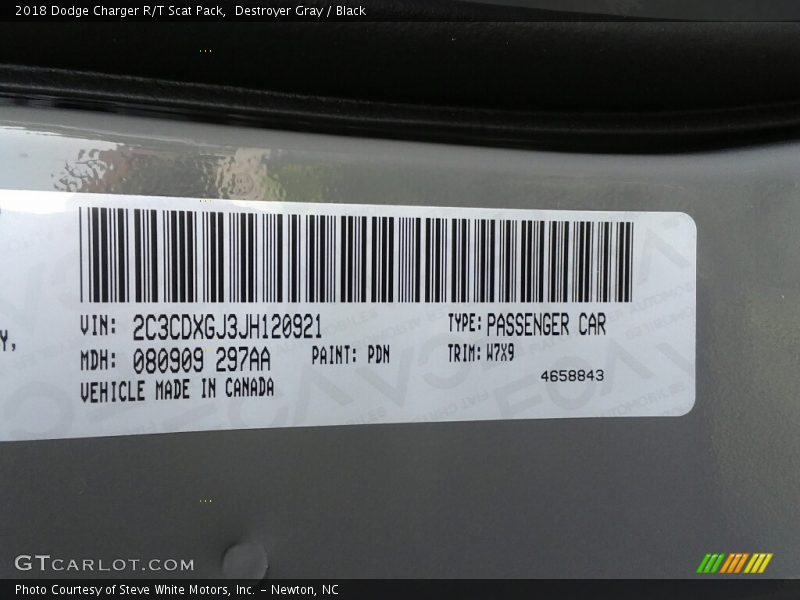 2018 Dodge Charger R/T Scat Pack,  Destroyer Gray / Black
VIN: 2C3CDXGJ3JH120921
TYPE: PASSENGER CAR
Y,
MDH: 080909 297AA
PAINT: PDN
TRIM: W7X9
VEHICLE MADE IN CANADA
4658843
GTCARLOT.COM
Photo Courtesy of Steve White Motors, Inc. – Newton, NC